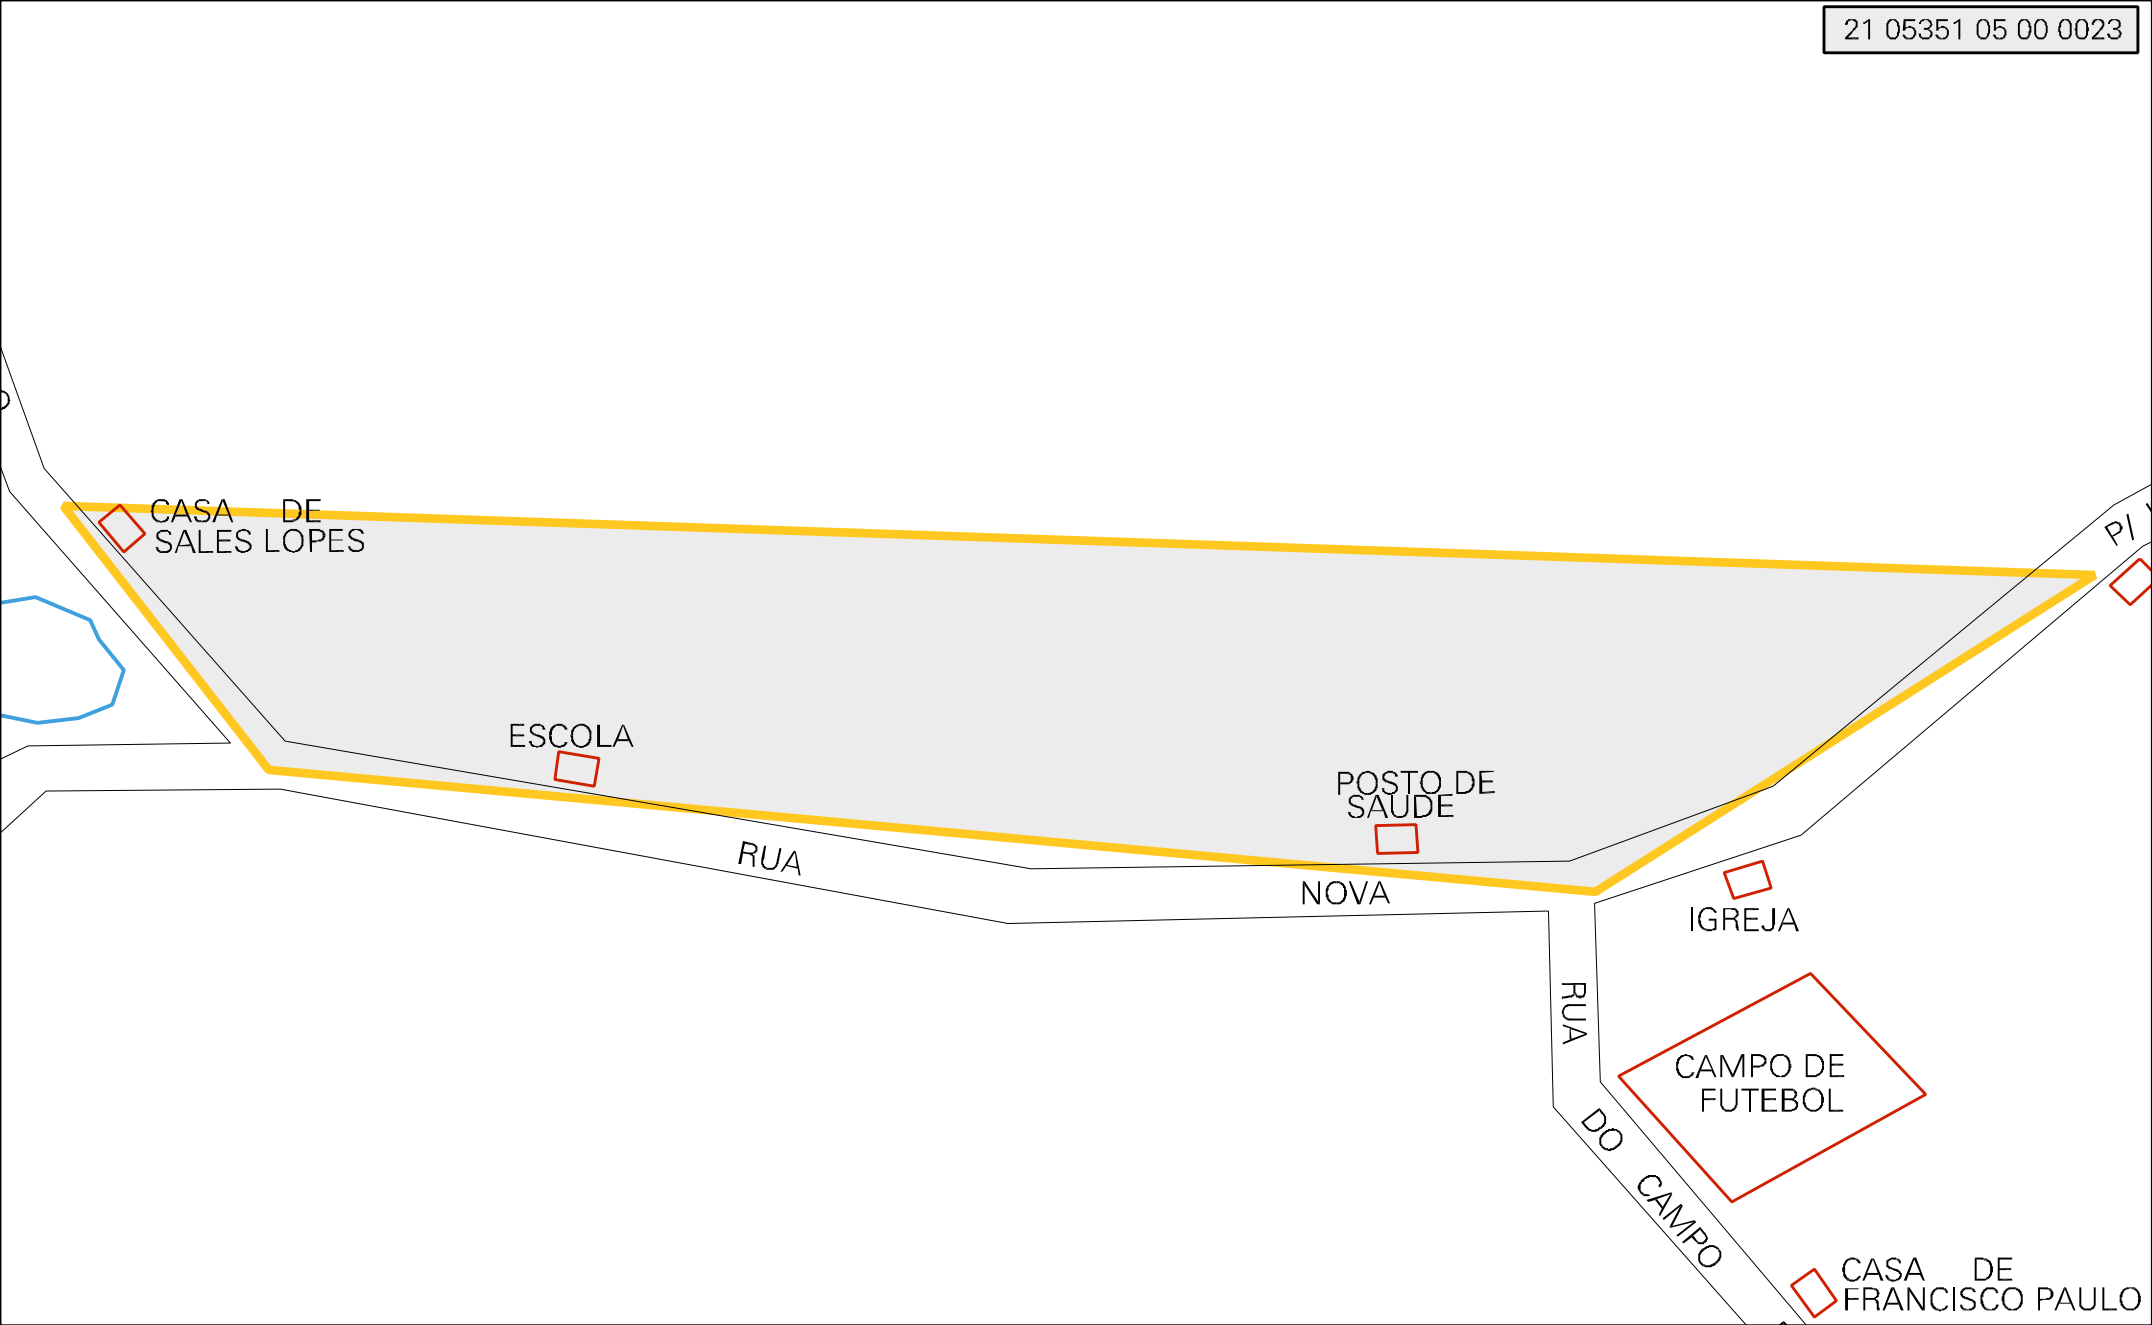 21 05351 05 00 0023
CASA DE
SALES LOPES
P/
ESCOLA
POSTO DE
SAUDE
RUA NOVA
IGREJA
RUA DO CAMPO
CAMPO DE
FUTEBOL
CASA DE
FRANCISCO PAULO